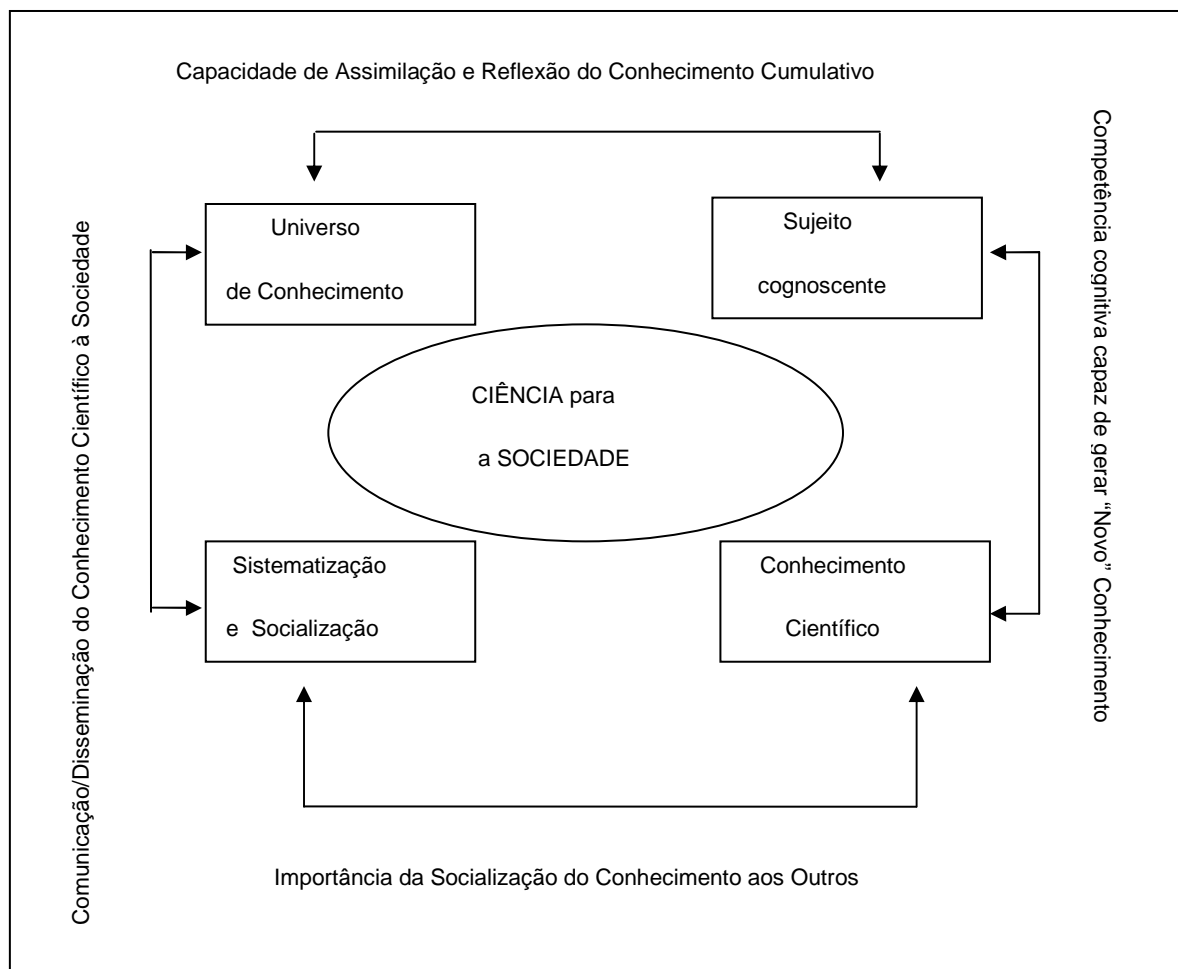 Capacidade de Assimilação e Reflexão do Conhecimento Cumulativo
Comunicação/Disseminação do Conhecimento Científico à Sociedade
Universo
de Conhecimento
Sujeito
cognoscente
Competência cognitiva capaz de gerar “Novo” Conhecimento
CIÊNCIA para
a SOCIEDADE
Sistematização
e Socialização
Conhecimento
Científico
Importância da Socialização do Conhecimento aos Outros